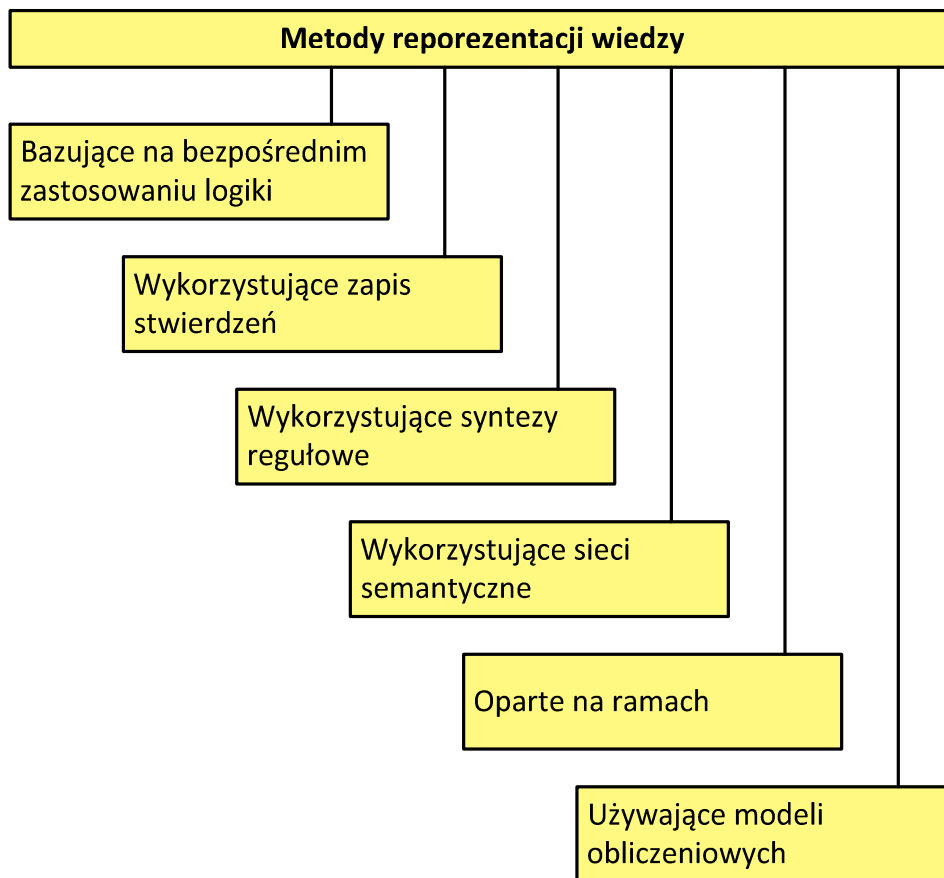 Metody reporezentacji wiedzy
Bazujące na bezpośrednim
zastosowaniu logiki
Wykorzystujące zapis
stwierdzeń
Wykorzystujące syntezy
regułowe
Wykorzystujące sieci
semantyczne
Oparte na ramach
Używające modeli
obliczeniowych